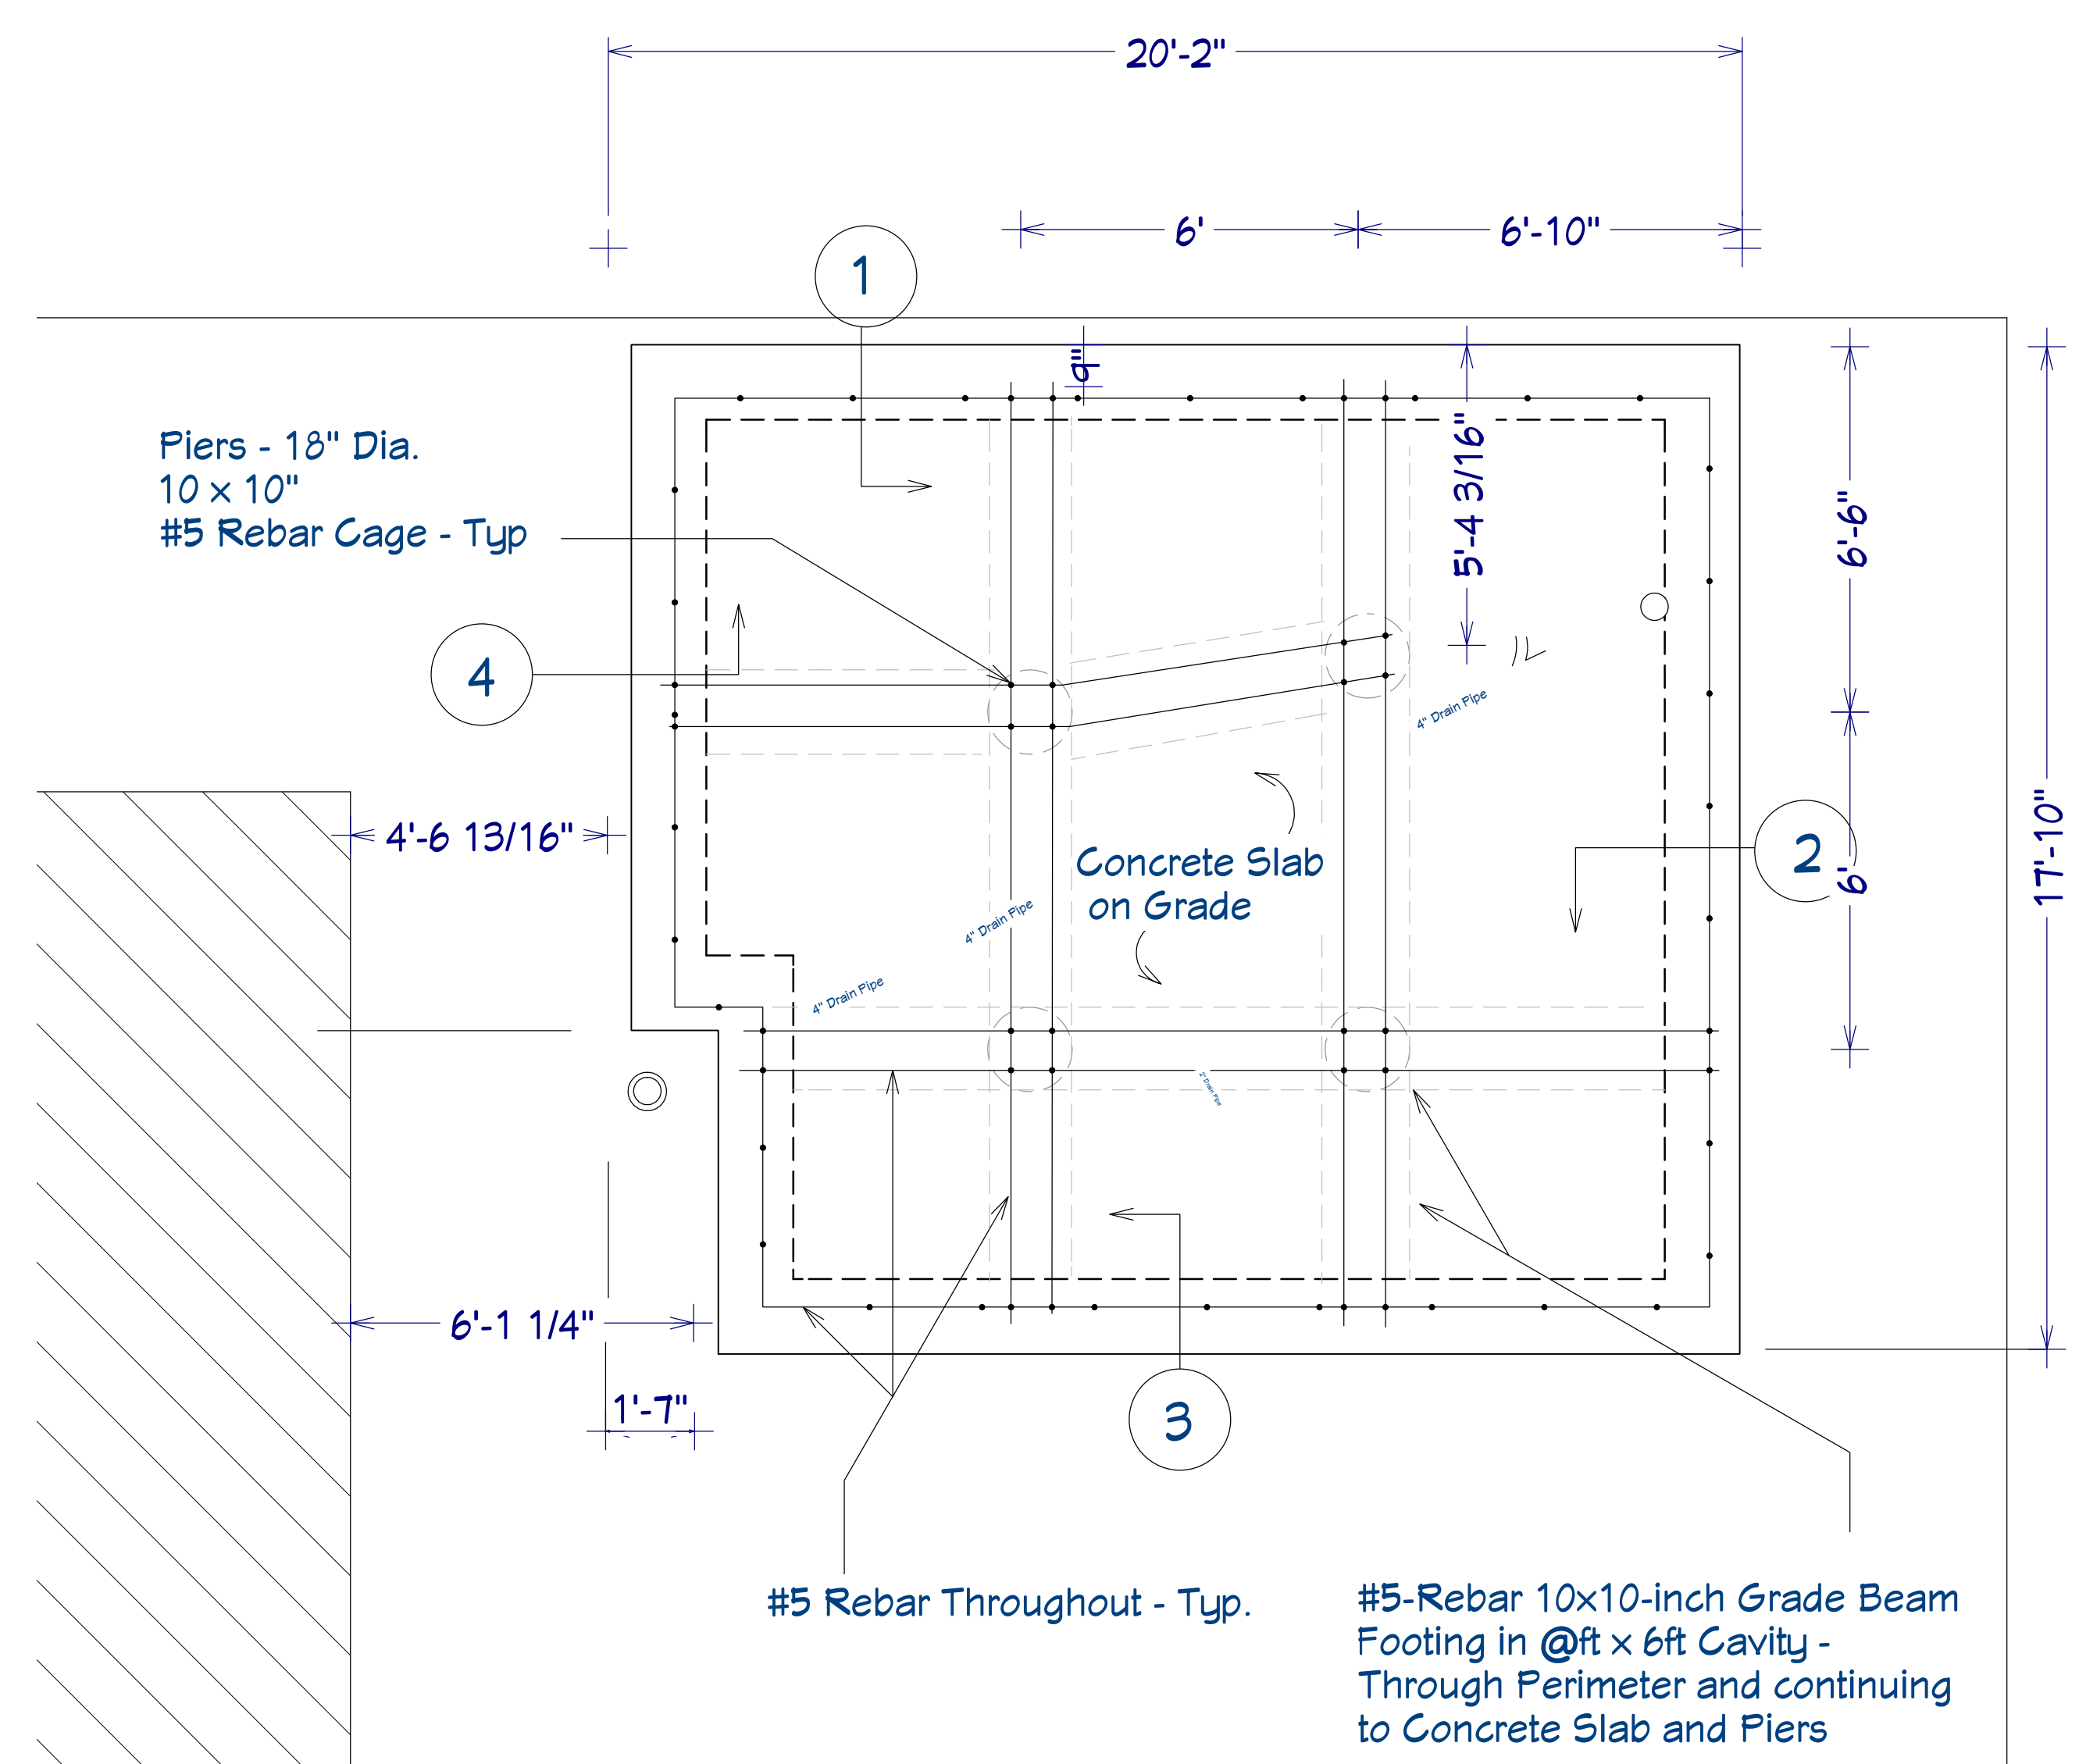 20'-2"
6'
6'-10"
1
9"
5'-4 3/16"
6'-6"
Piers - 18" Dia.
10 x 10"
#5 Rebar Cage - Typ
4
4" Drain Pipe
4'-6 13/16"
Concrete Slab
on Grade
2
6'
17'-10"
4" Drain Pipe
4" Drain Pipe
2" Drain Pipe
6'-1 1/4"
1'-7"
3
#5 Rebar Throughout - Typ.
#5-Rebar 10x10-inch Grade Beam
Footing in @ft x 6ft Cavity -
Through Perimeter and continuing
to Concrete Slab and Piers